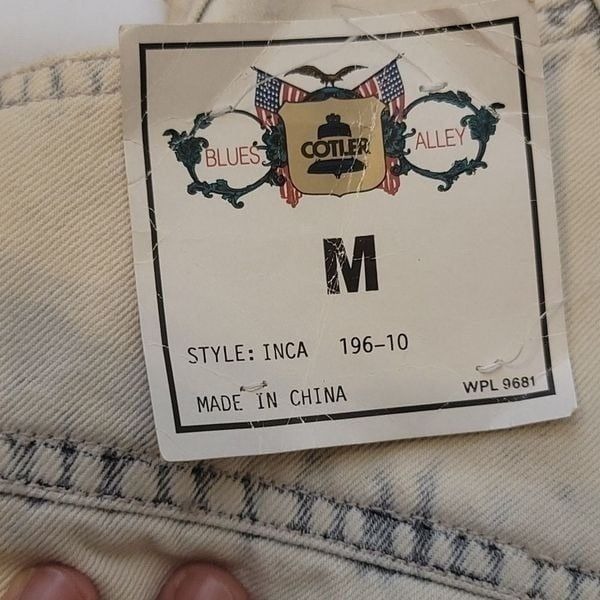 BLUES COTLER ALLEY
M
STYLE: INCA 196-10
MADE IN CHINA
WPL 9681